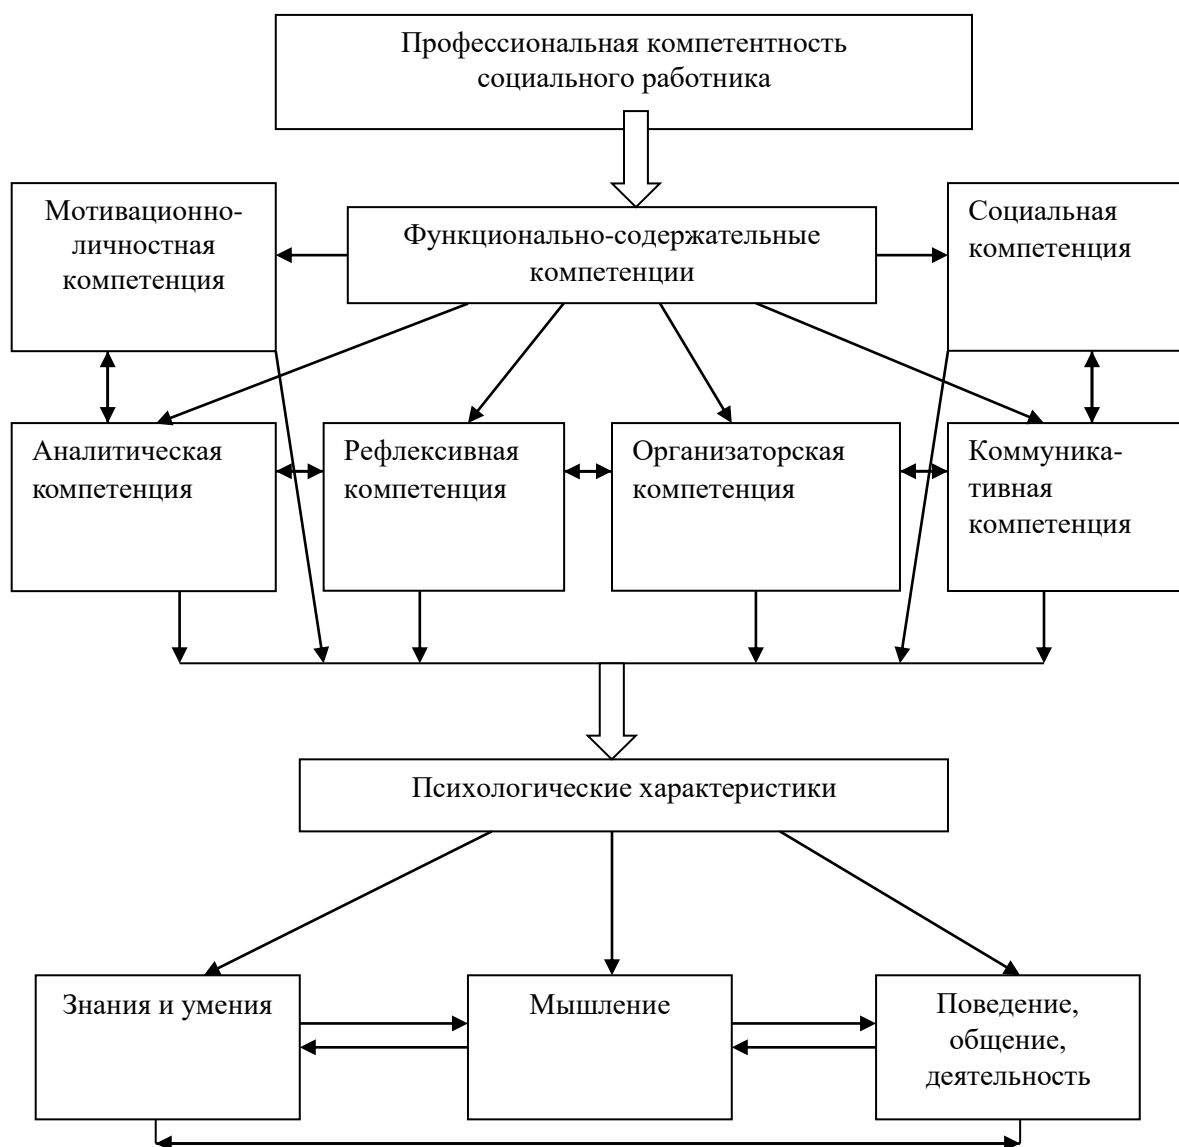 Профессиональная компетентность
социального работника
Мотивационно-
личностная
компетенция
Функционально-содержательные
компетенции
Социальная
компетенция
Аналитическая
компетенция
Рефлексивная
компетенция
Организаторская
компетенция
Коммуника-
тивная
компетенция
Психологические характеристики
Знания и умения
Мышление
Поведение,
общение,
деятельность